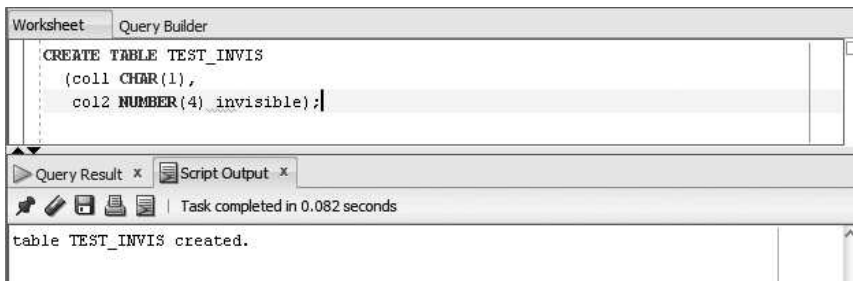 Worksheet Query Builder
CREATE TABLE TEST_INVIS
(col1 CHAR(1),
col2 NUMBER(4) invisible);
Query Result x Script Output x
Task completed in 0.082 seconds
table TEST_INVIS created.